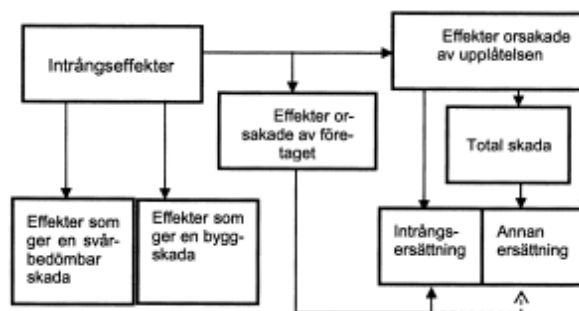 Intrångseffekter
Effekter orsakade
av upplåtelsen
Effekter or-
sakade av före-
taget
Total skada
Effekter som
ger en svår-
bedömbar
skada
Effekter som
ger en bygg-
skada
Intrångs-
ersättning
Annan
ersättning